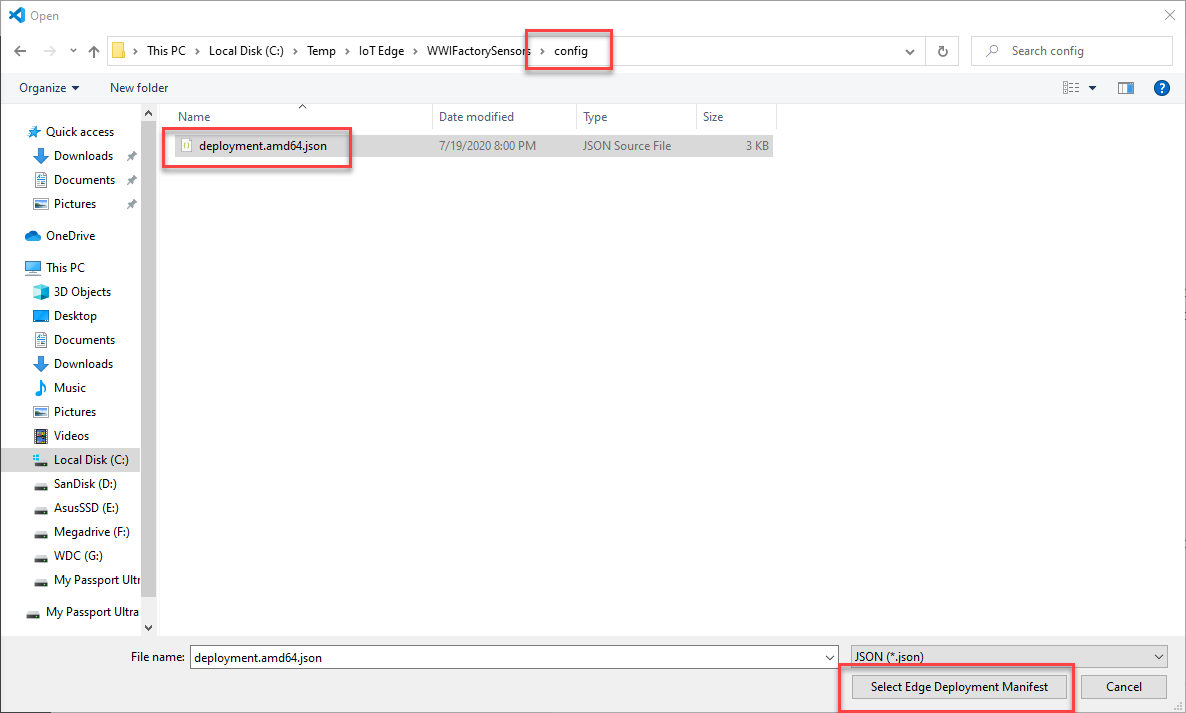 Open
This PC > Local Disk (C:) > Temp > IoT Edge > WWIFactorySensors > config
Search config
Organize
New folder
?
Name
Date modified
Type
Size
deployment.amd64.json
7/19/2020 8:00 PM
JSON Source File
3 KB
Quick access
Downloads
Documents
Pictures
OneDrive
This PC
3D Objects
Desktop
Documents
Downloads
Music
Pictures
Videos
Local Disk (C:)
SanDisk (D:)
AsusSSD (E:)
Megadrive (F:)
WDC (G:)
My Passport Ultr
My Passport Ultra
File name:
deployment.amd64.json
JSON (*.json)
Select Edge Deployment Manifest
Cancel